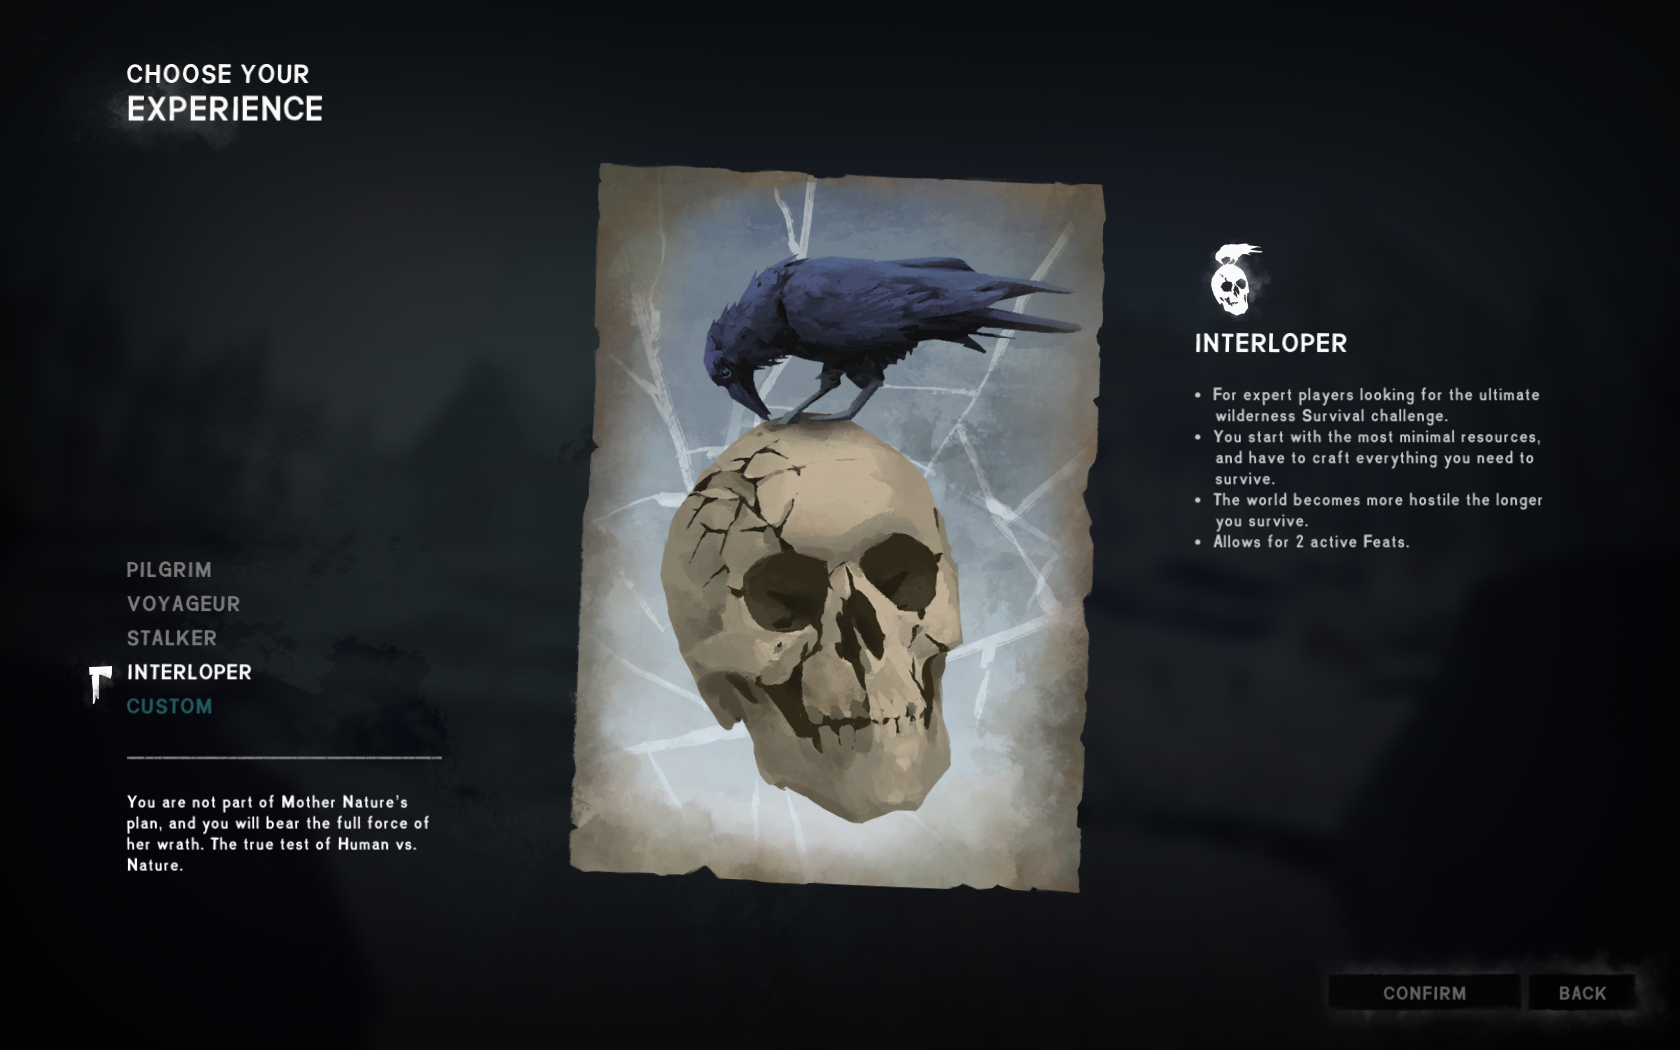 CHOOSE YOUR
EXPERIENCE
PILGRIM
VOYAGEUR
STALKER
INTERLOPER
CUSTOM
You are not part of Mother Nature's
plan, and you will bear the full force of
her wrath. The true test of Human vs.
Nature.
INTERLOPER
• For expert players looking for the ultimate
wilderness Survival challenge.
• You start with the most minimal resources,
and have to craft everything you need to
survive.
• The world becomes more hostile the longer
you survive.
• Allows for 2 active Feats.
CONFIRM
BACK